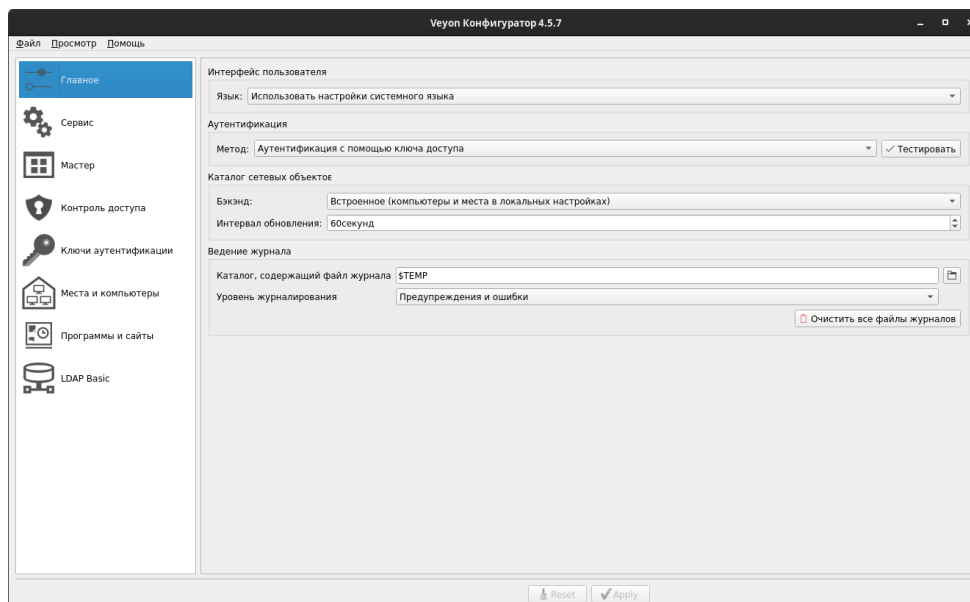 Veyon Конфигуратор 4.5.7
Файл Просмотр Помощь
Главное
Сервис
Мастер
Контроль доступа
Ключи аутентификации
Места и компьютеры
Программы и сайты
LDAP Basic
Интерфейс пользователя
Язык: Использовать настройки системного языка
Аутентификация
Метод: Аутентификация с помощью ключа доступа Тестировать
Каталог сетевых объектов
Бэкэнд: Встроенное (компьютеры и места в локальных настройках)
Интервал обновления: 60секунд
Ведение журнала
Каталог, содержащий файл журнала $TEMP
Уровень журналирования Предупреждения и ошибки
Очистить все файлы журналов
Reset Apply